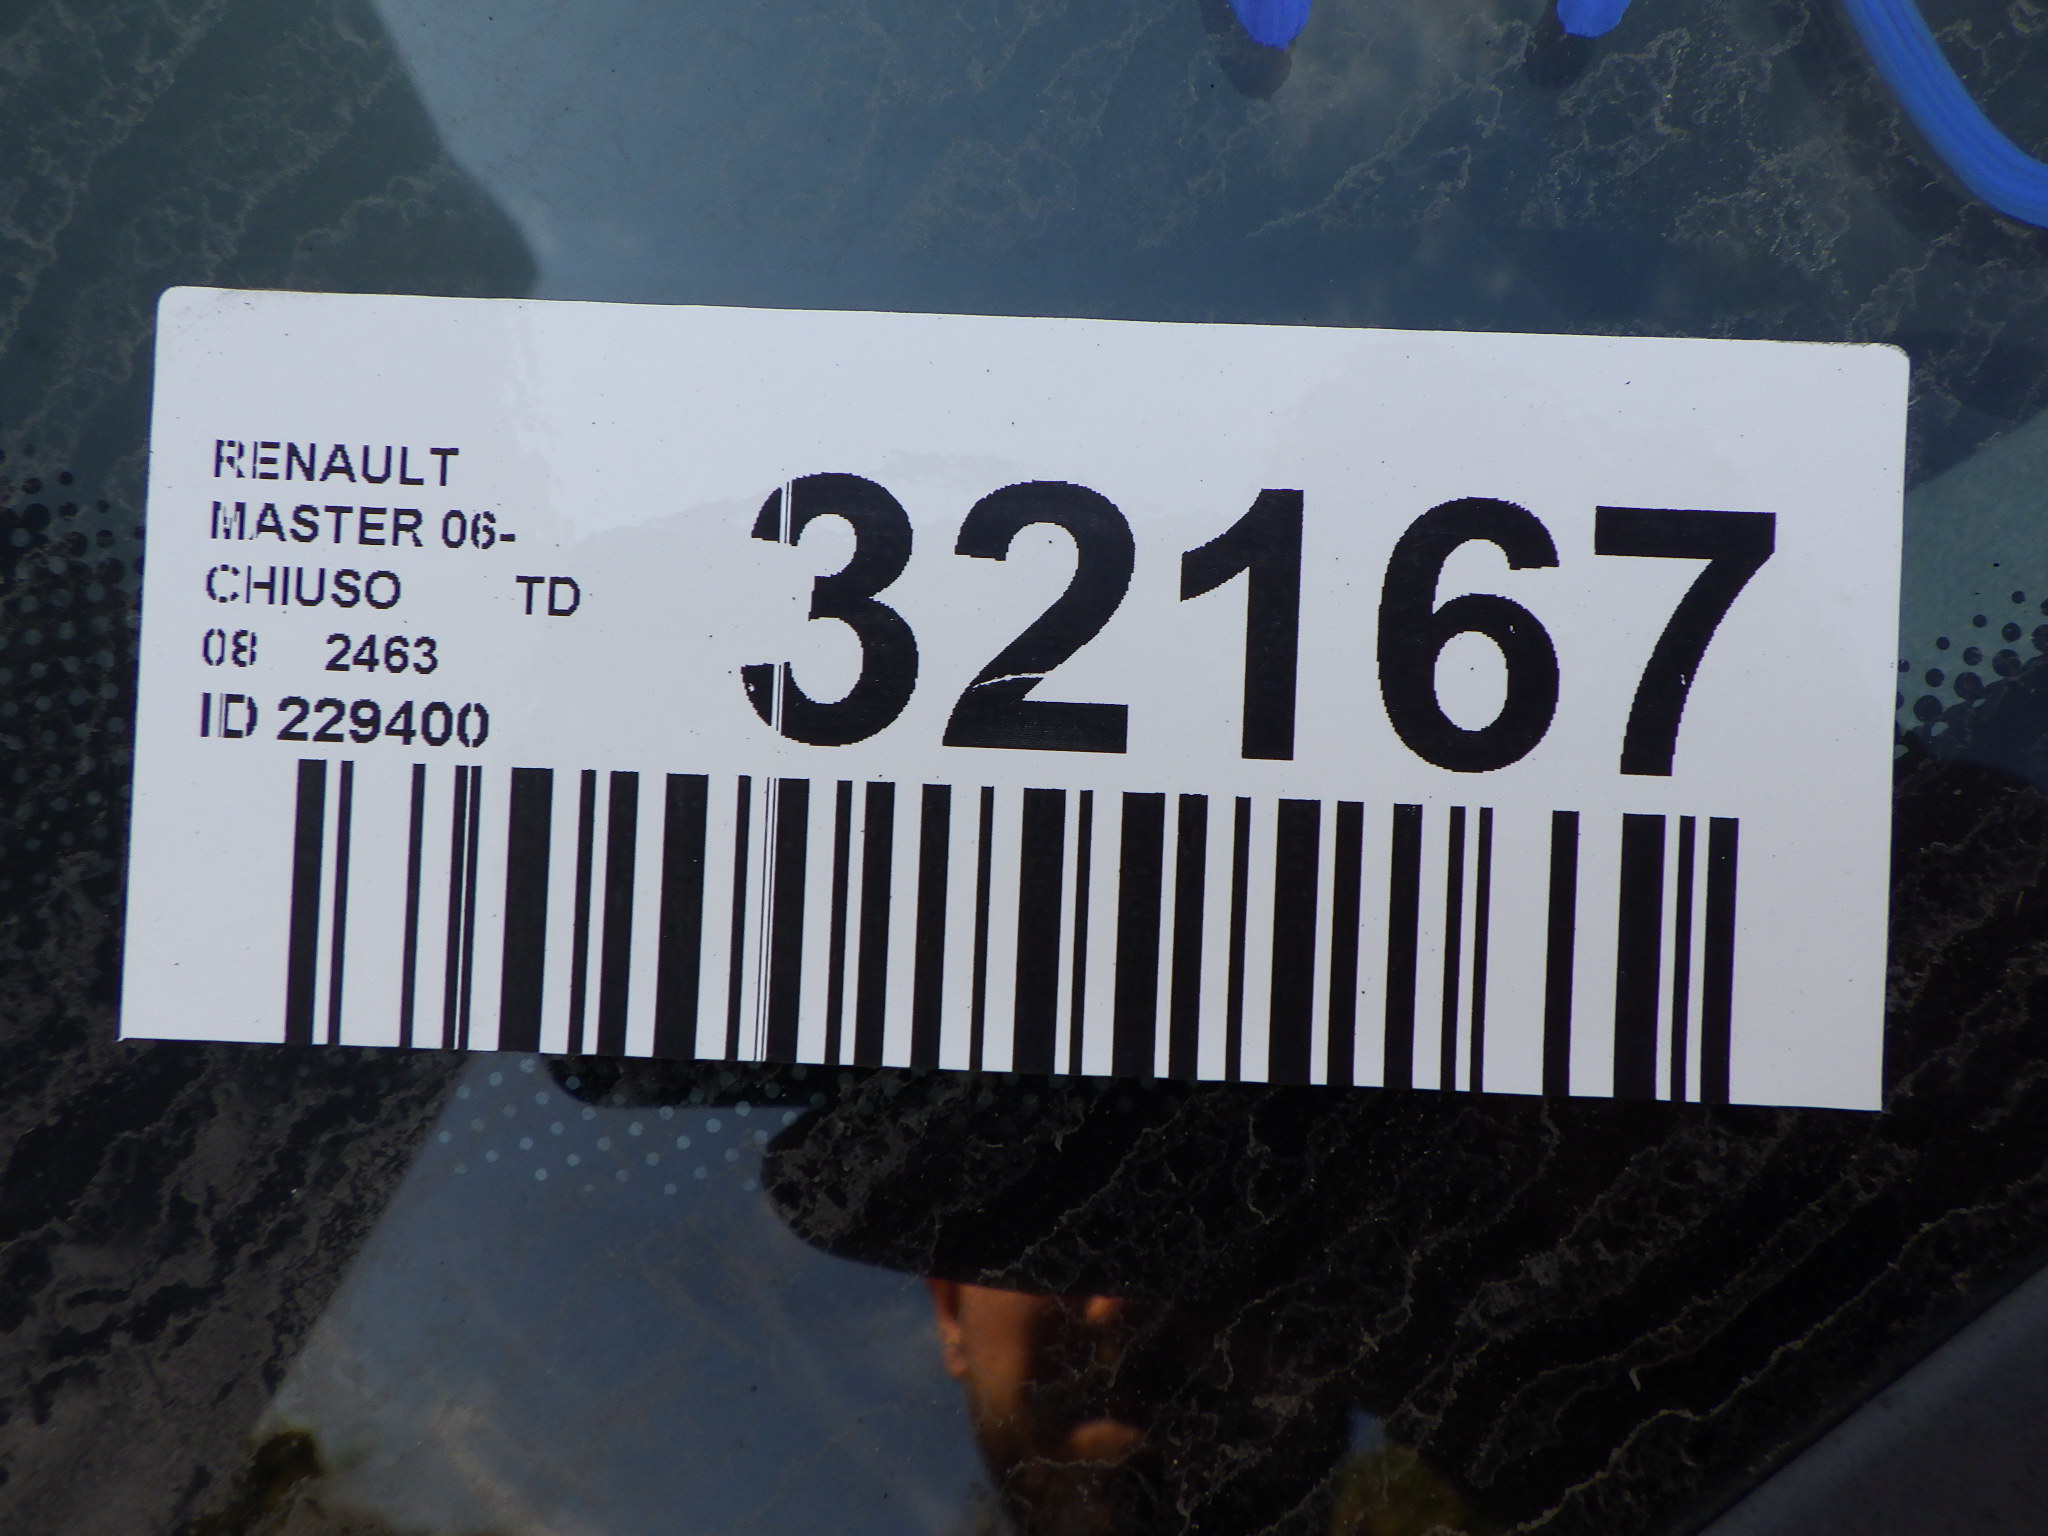 RENAULT
MASTER 06-
CHIUSO TD
08 2463
ID 229400
32167